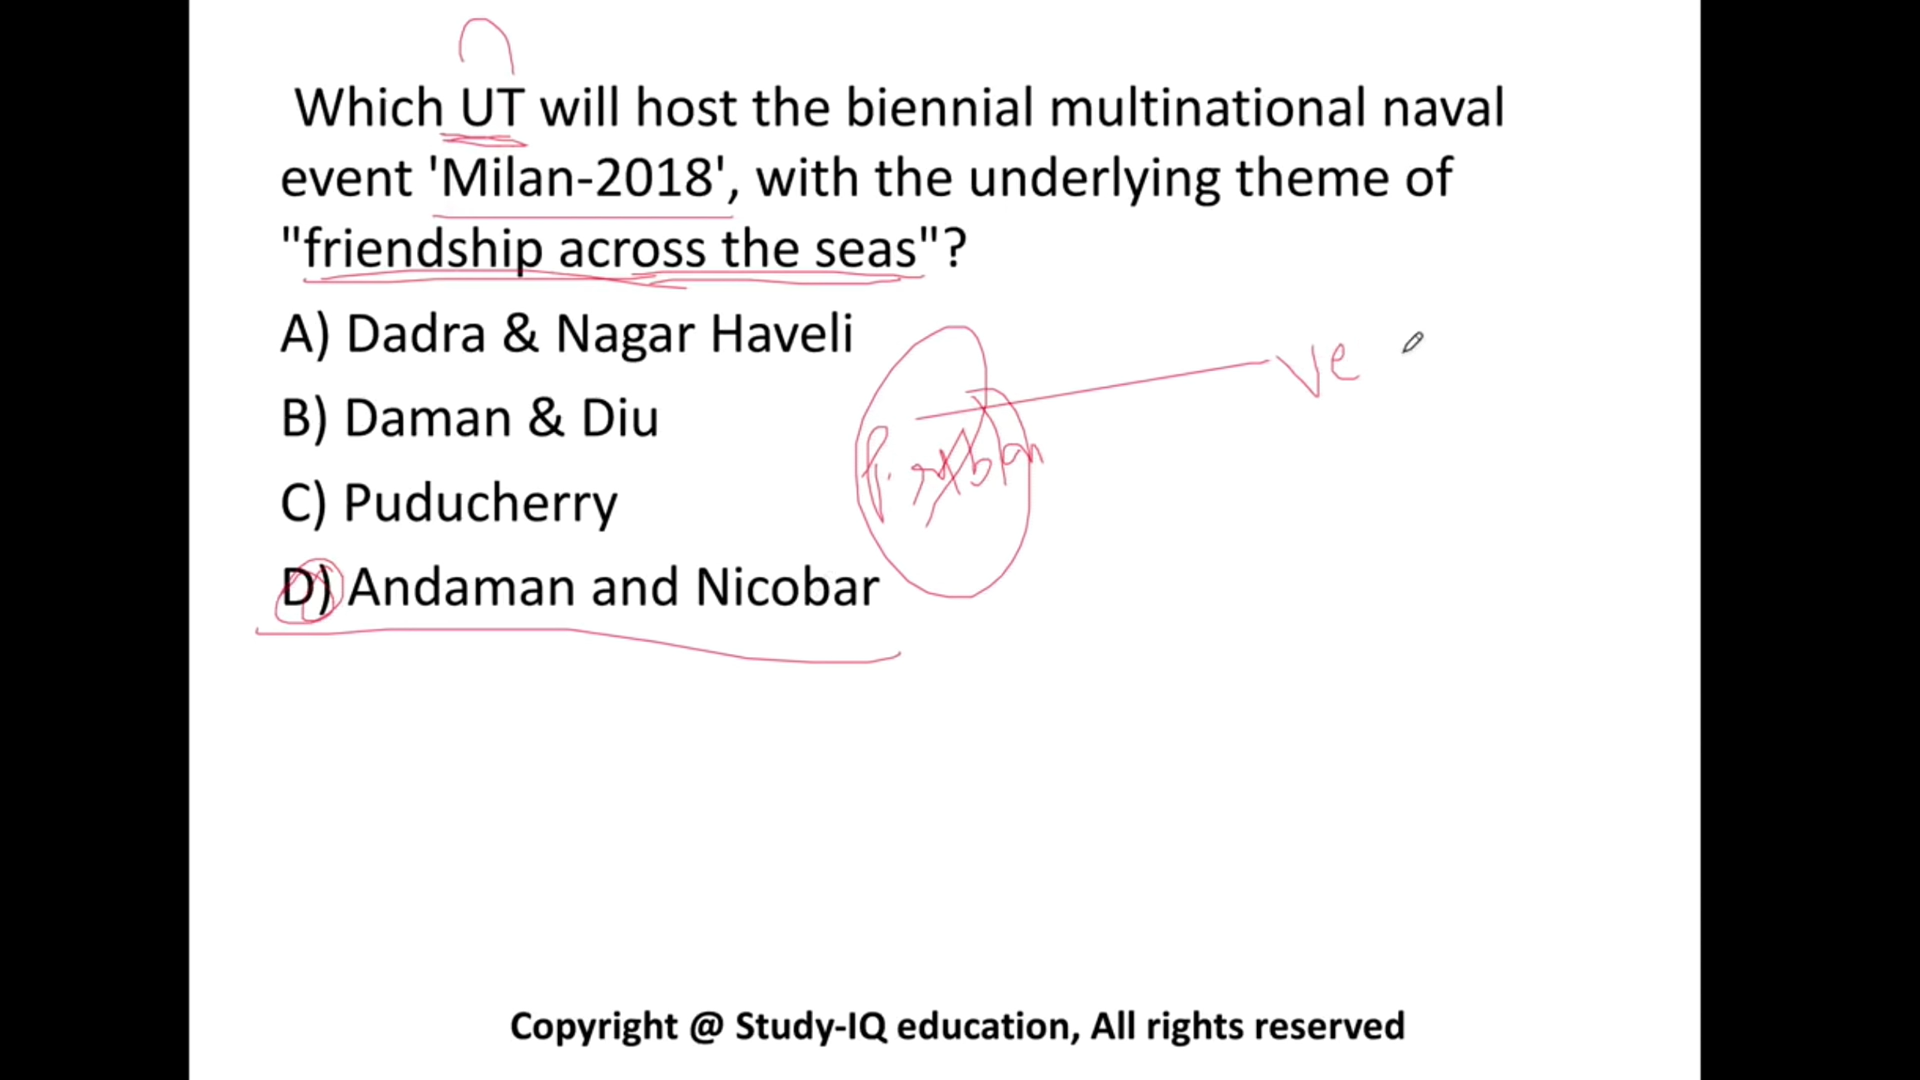 Which UT will host the biennial multinational naval
event 'Milan-2018', with the underlying theme of
"friendship across the seas"?
A) Dadra & Nagar Haveli
B) Daman & Diu
C) Puducherry
D) Andaman and Nicobar
ve
Copyright @ Study-IQ education, All rights reserved